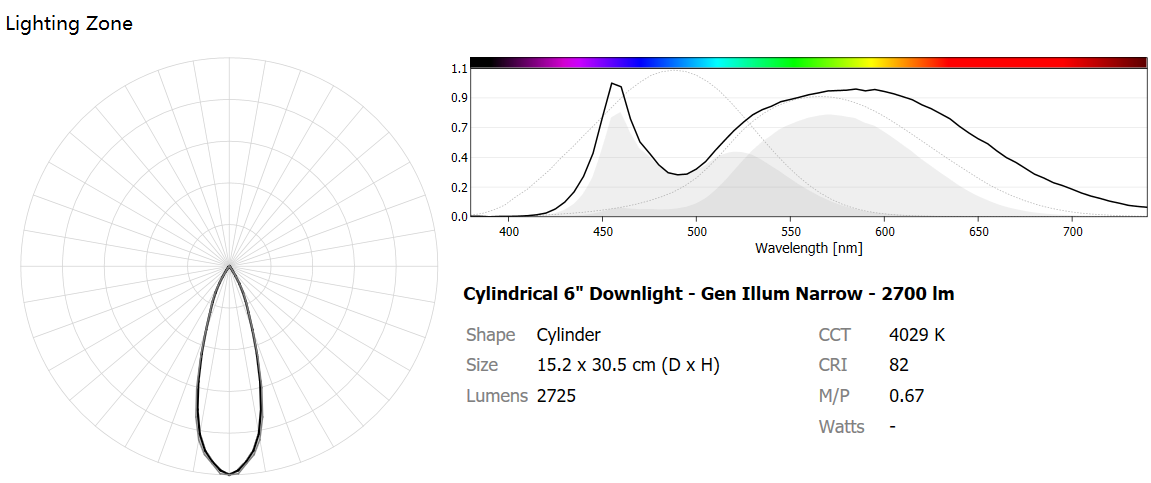 Lighting Zone
1.1
0.9
0.7
0.4
0.2
0.0
400 450 500 550 600 650 700
Wavelength [nm]
Cylindrical 6" Downlight - Gen Illum Narrow - 2700 lm
Shape Cylinder CCT 4029 K
Size 15.2 x 30.5 cm (D x H) CRI 82
Lumens 2725 M/P 0.67
Watts -